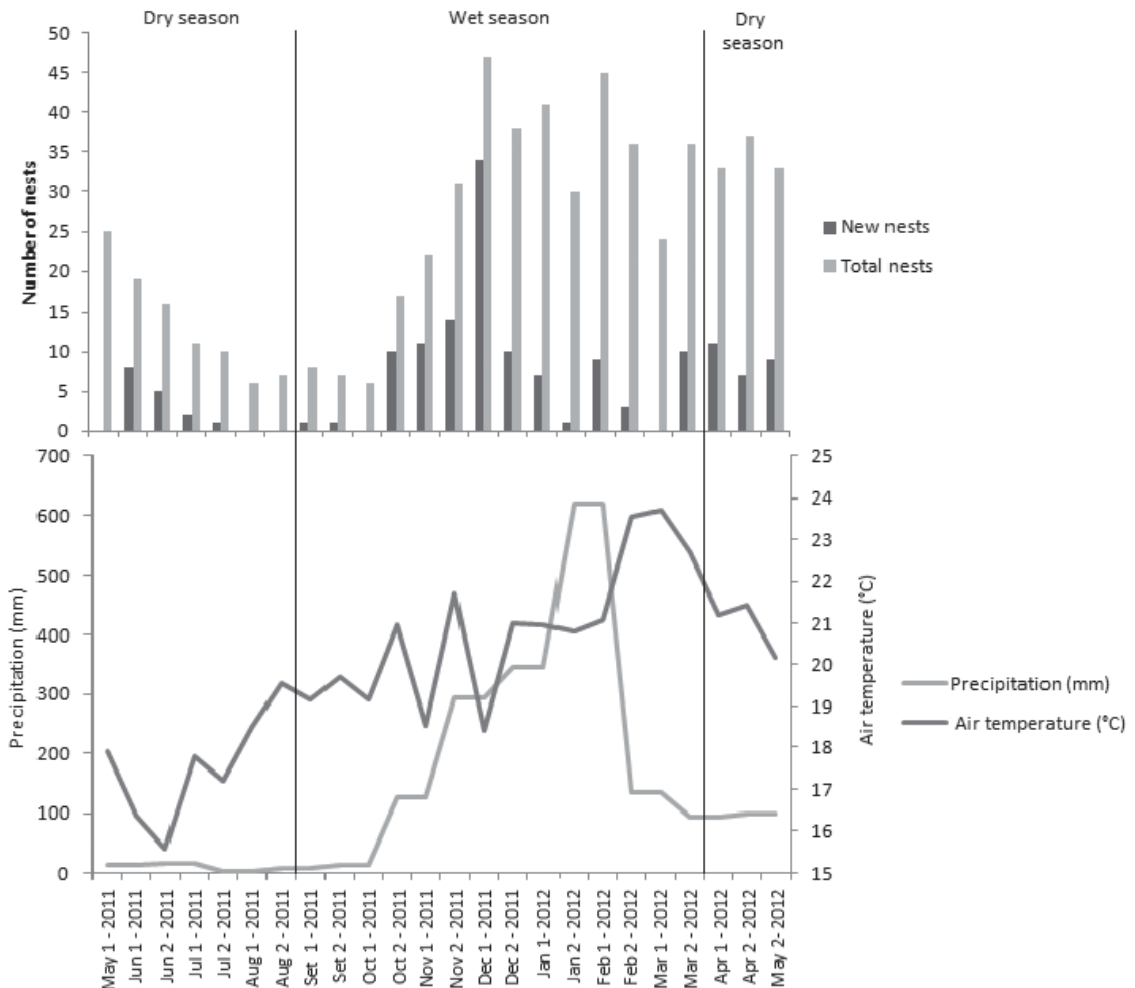 Dry season
Wet season
Dry
season
50
45
40
35
30
25
20
15
10
5
0
Number of nests
New nests
Total nests
700
600
500
400
300
200
100
0
Precipitation (mm)
25
24
23
22
21
20
19
18
17
16
15
Air temperature (°C)
Precipitation (mm)
Air temperature (°C)
May 1 - 2011
Jun 1 - 2011
Jun 2 - 2011
Jul 1 - 2011
Jul 2 - 2011
Aug 1 - 2011
Aug 2 - 2011
Set 1 - 2011
Set 2 - 2011
Oct 1 - 2011
Oct 2 - 2011
Nov 1 - 2011
Nov 2 - 2011
Dec 1 - 2011
Dec 2 - 2011
Jan 1 - 2012
Jan 2 - 2012
Feb 1 - 2012
Feb 2 - 2012
Mar 1 - 2012
Mar 2 - 2012
Apr 1 - 2012
Apr 2 - 2012
May 2- 2012